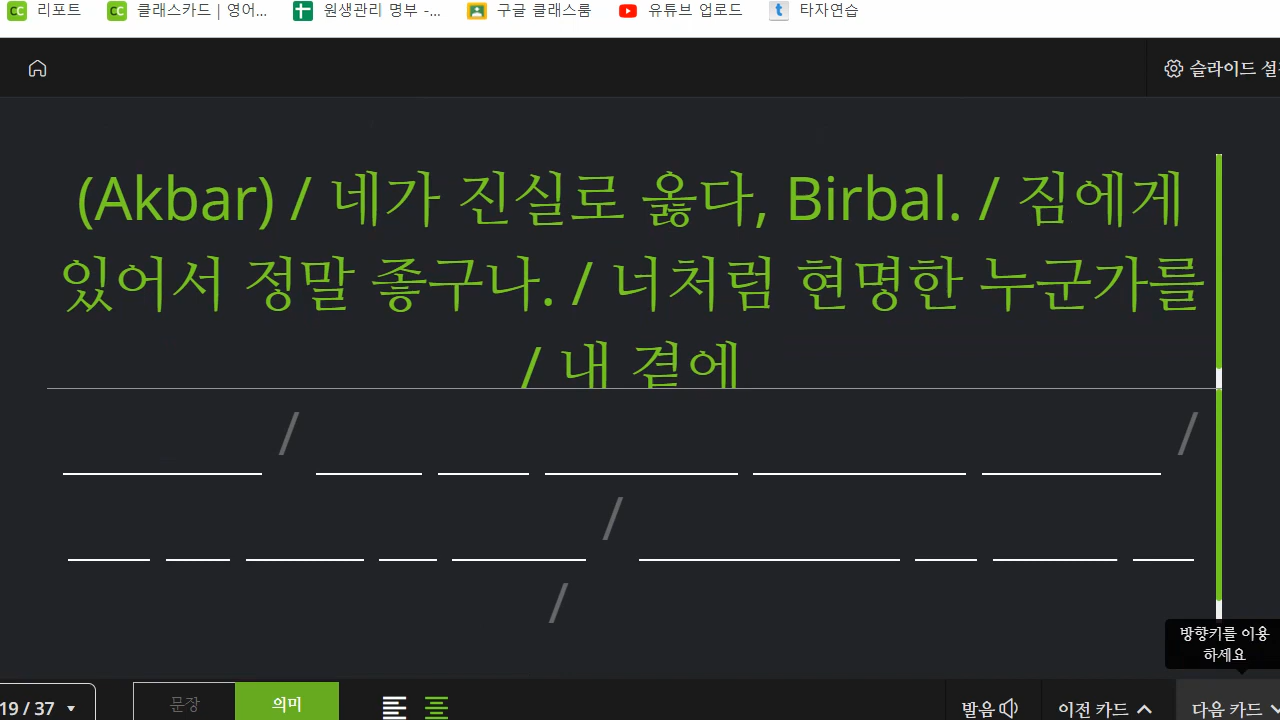 리포트
클래스카드 | 영어...
원생관리 명부 -...
구글 클래스룸
유튜브 업로드
타자연습
슬라이드 설
(Akbar) / 네가 진실로 옳다, Birbal. / 짐에게
있어서 정말 좋구나. / 너처럼 현명한 누군가를
/ 내 곁에
/ /
/
/
방향키를 이용
하세요
19 / 37
문장
의미
발음
이전 카드
다음 카드